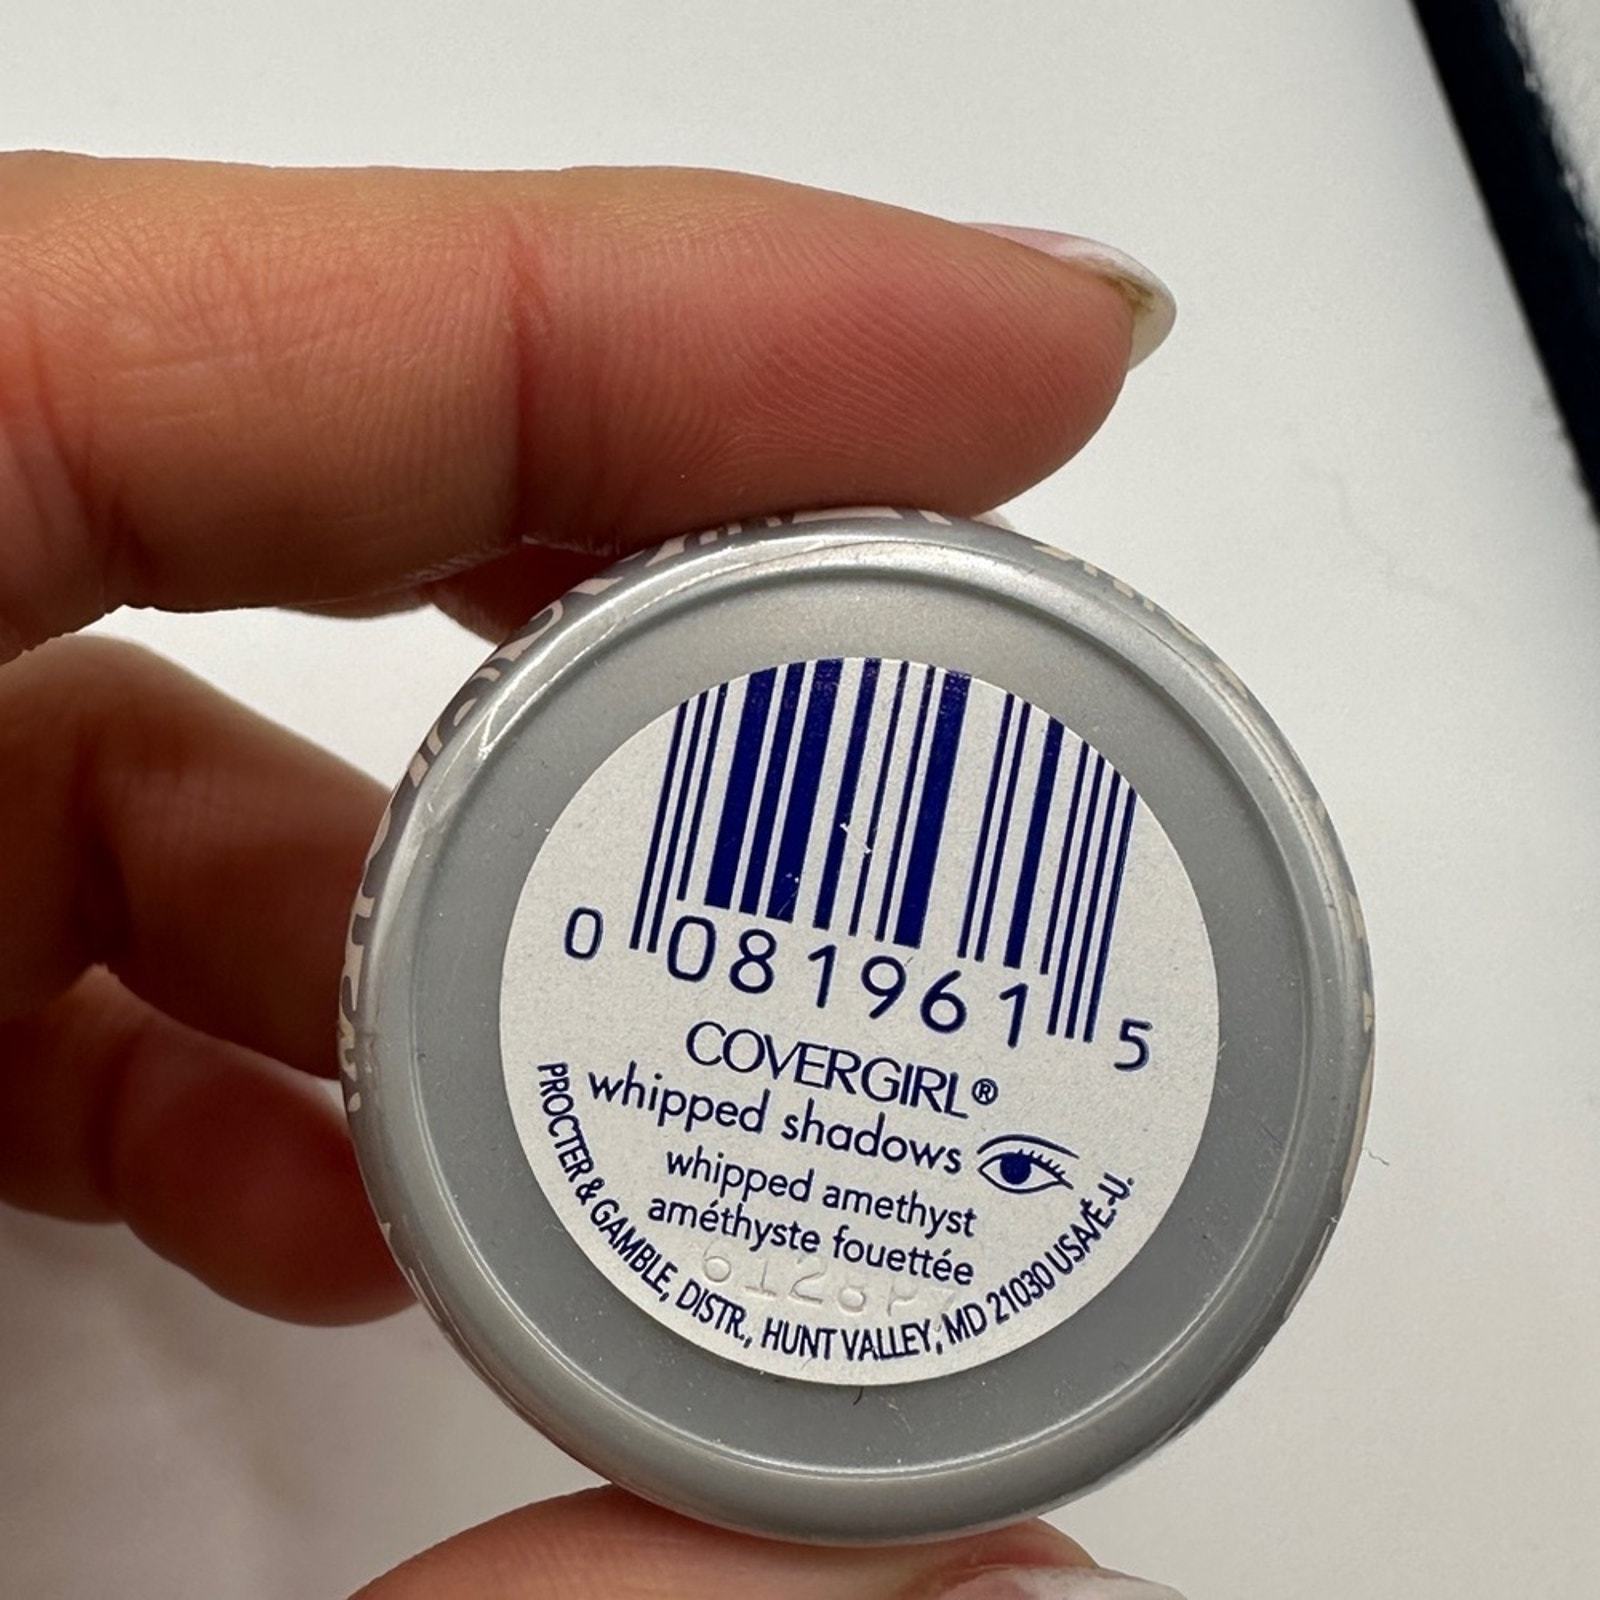 0 081961 5
COVERGIRL®
whipped shadows
whipped amethyst
améthyste fouettée
PROCTER & GAMBLE, DISTR., HUNT VALLEY, MD 21030 USA/É.-U.